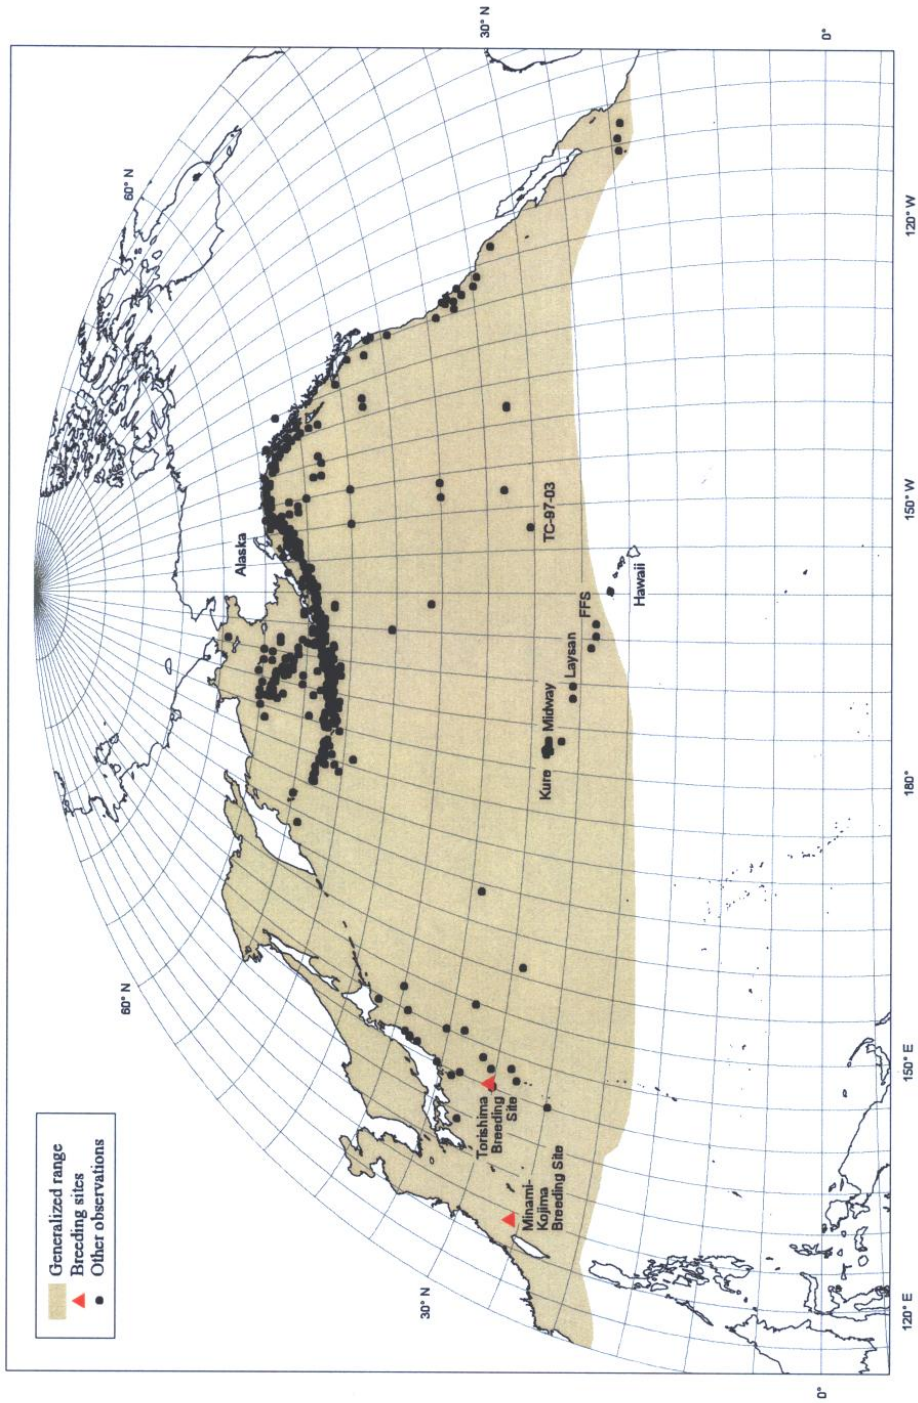 Generalized range
Breeding sites
Other observations
60° N
60° N
30° N
30° N
0°
0°
Alaska
TC-97-03
Hawaii
FFS
Laysan
Midway
Kure
Torishima
Breeding
Site
Minami-
Kojima
Breeding Site
120° E
150° E
180°
150° W
120° W